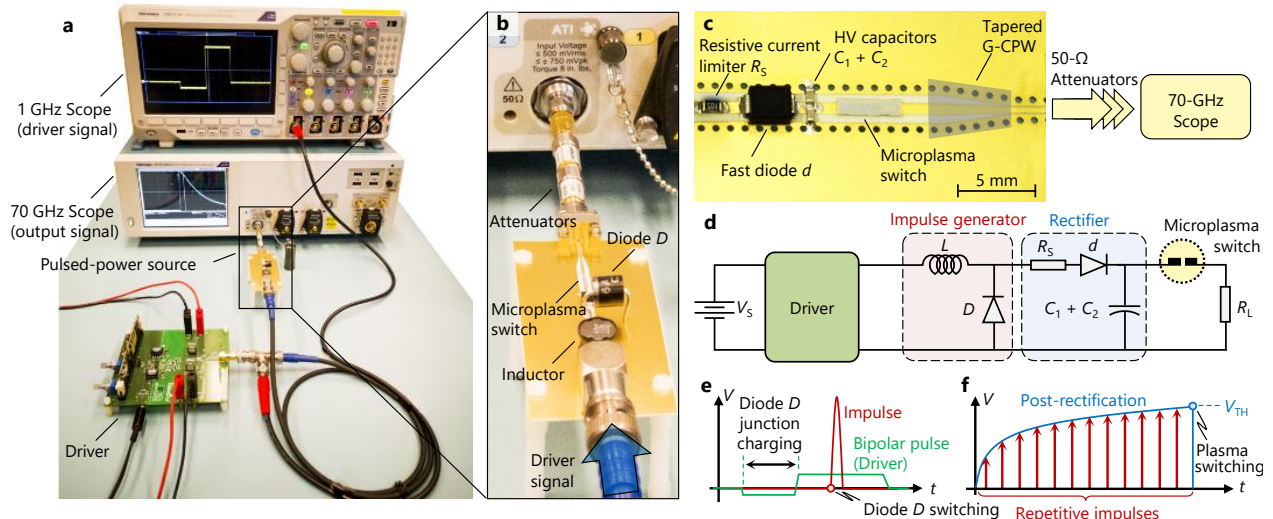 a
1 GHz Scope
(driver signal)
70 GHz Scope
(output signal)
Pulsed-power source
Driver
b
ATI
2
1
Input Voltage
≤ 500 mVrms
≤ ± 750 mVpk
Torque 8 in. lbs.
50Ω
Attenuators
Diode D
Microplasma
switch
Inductor
Driver
signal
c
Resistive current
limiter RS
HV capacitors
C1 + C2
Tapered
G-CPW
Fast diode d
Microplasma
switch
5 mm
50-Ω
Attenuators
70-GHz
Scope
d
Impulse generator
Rectifier
Microplasma
switch
VS
Driver
L
D
RS
d
C1 + C2
RL
e
V
Diode D
junction
charging
Impulse
Bipolar pulse
(Driver)
t
Diode D switching
f
V
Post-rectification
VTH
Plasma
switching
t
Repetitive impulses